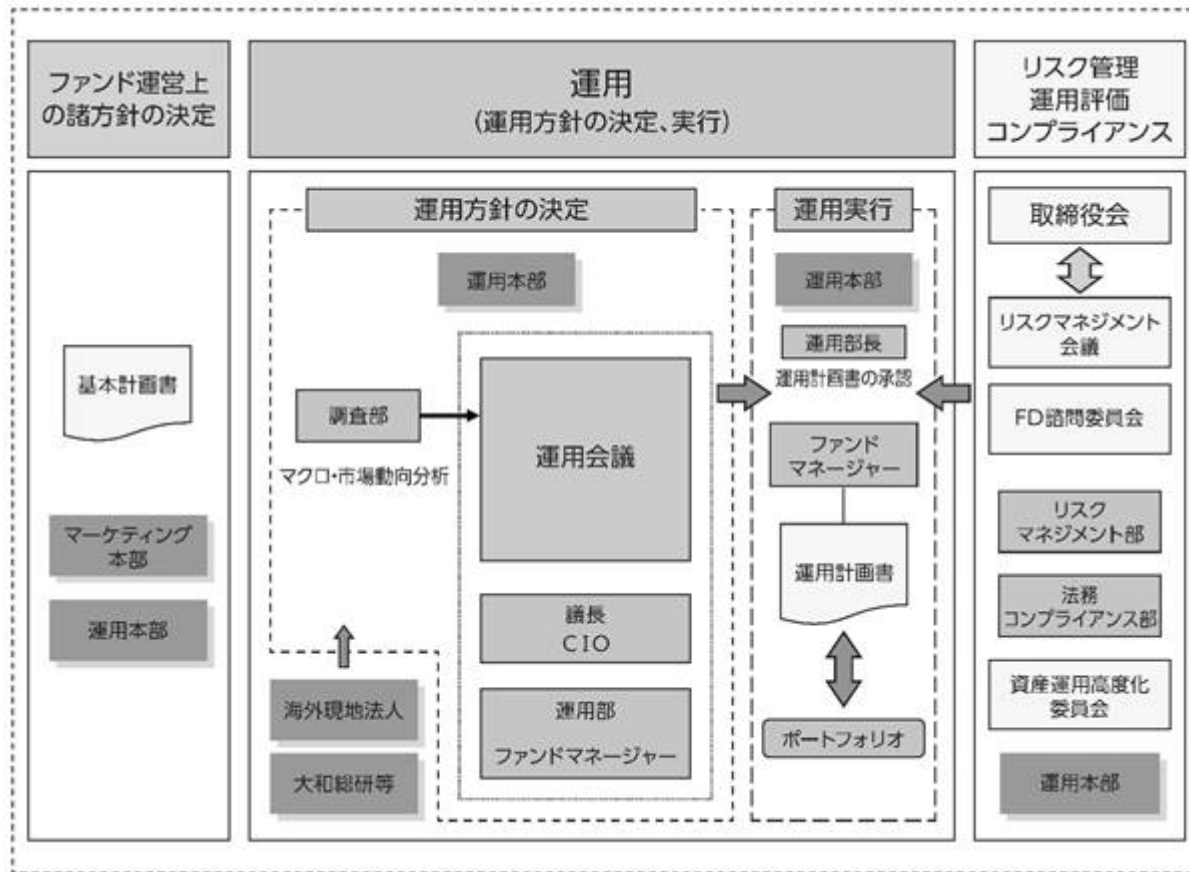 ファンド運営上
の諸方針の決定
運用
(運用方針の決定、実行)
リスク管理
運用評価
コンプライアンス
基本計画書
マーケティング
本部
運用本部
運用方針の決定
運用本部
調査部
マクロ・市場動向分析
運用会議
議長
CIO
運用部
ファンドマネージャー
海外現地法人
大和総研等
運用実行
運用本部
運用部長
運用計画書の承認
ファンド
マネージャー
運用計画書
ポートフォリオ
取締役会
リスクマネジメント
会議
FD諮問委員会
リスク
マネジメント部
法務
コンプライアンス部
資産運用高度化
委員会
運用本部